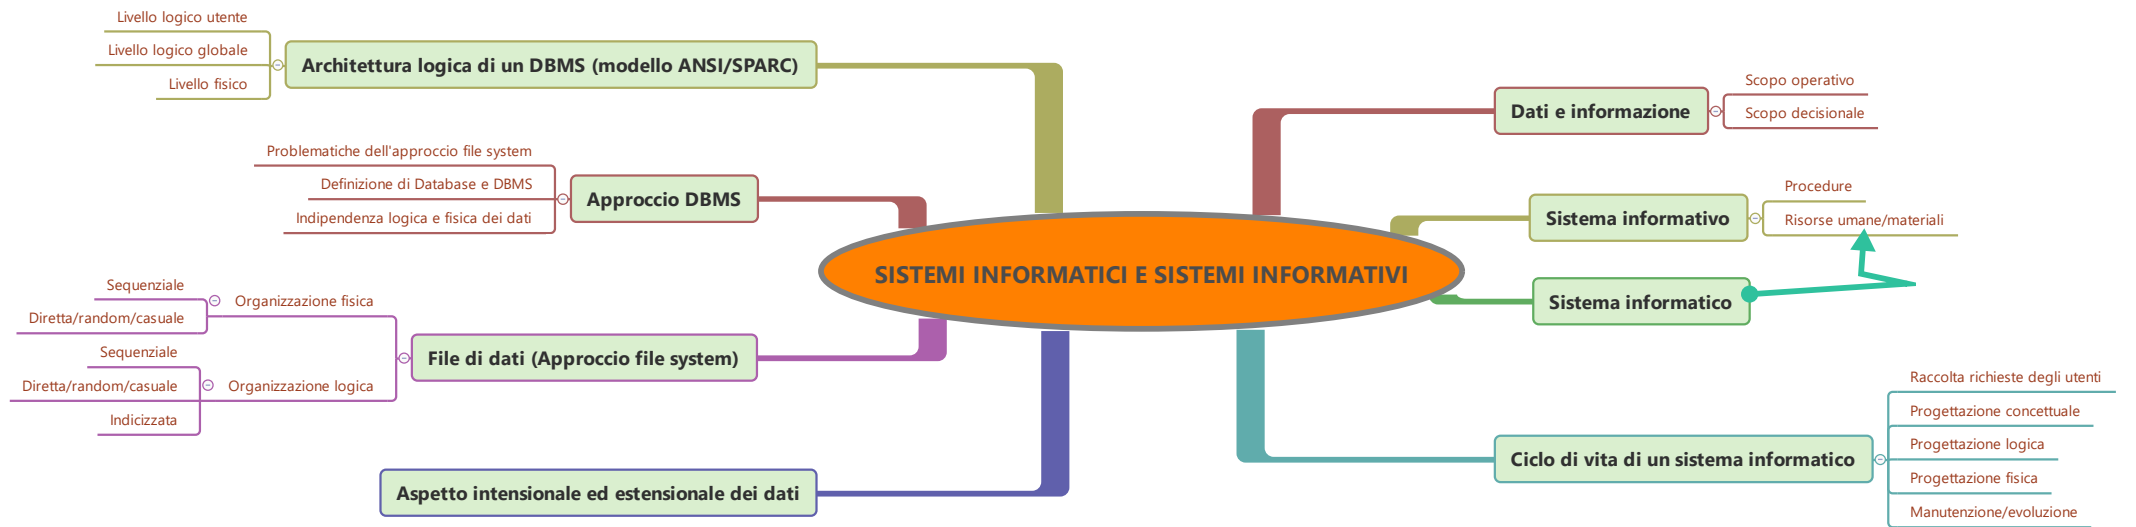 SISTEMI INFORMATICI E SISTEMI INFORMATIVI
Dati e informazione
Scopo operativo
Scopo decisionale
Sistema informativo
Procedure
Risorse umane/materiali
Sistema informatico
Ciclo di vita di un sistema informatico
Raccolta richieste degli utenti
Progettazione concettuale
Progettazione logica
Progettazione fisica
Manutenzione/evoluzione
Architettura logica di un DBMS (modello ANSI/SPARC)
Livello logico utente
Livello logico globale
Livello fisico
Approccio DBMS
Problematiche dell'approccio file system
Definizione di Database e DBMS
Indipendenza logica e fisica dei dati
File di dati (Approccio file system)
Organizzazione fisica
Sequenziale
Diretta/random/casuale
Organizzazione logica
Sequenziale
Diretta/random/casuale
Indicizzata
Aspetto intensionale ed estensionale dei dati